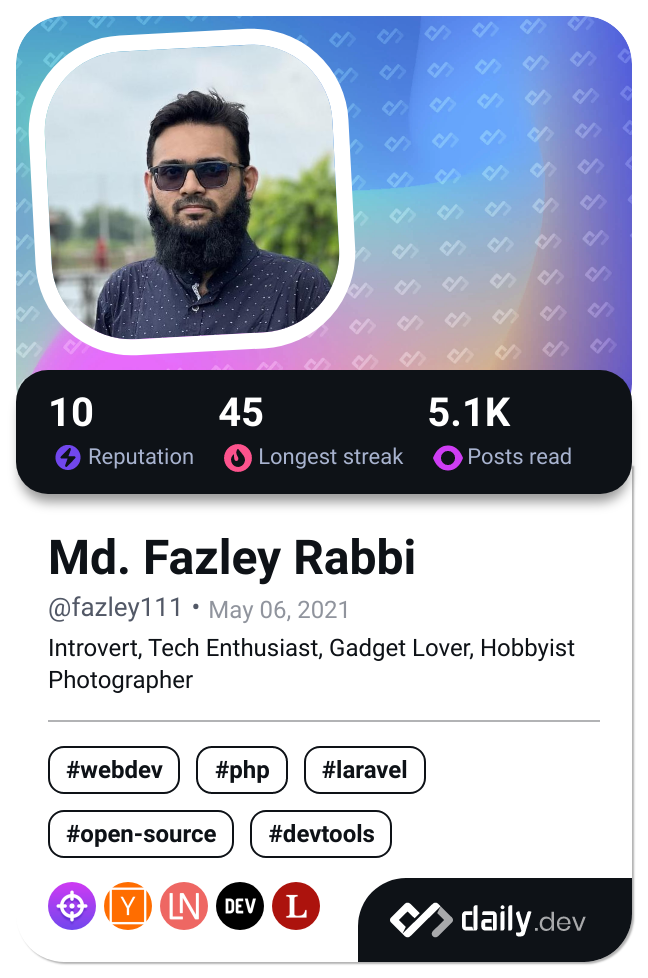 10 45 5.1K
Reputation Longest streak Posts read
Md. Fazley Rabbi
@fazley111 • May 06, 2021
Introvert, Tech Enthusiast, Gadget Lover, Hobbyist
Photographer
#webdev #php #laravel
#open-source #devtools
Y LN DEV L daily.dev